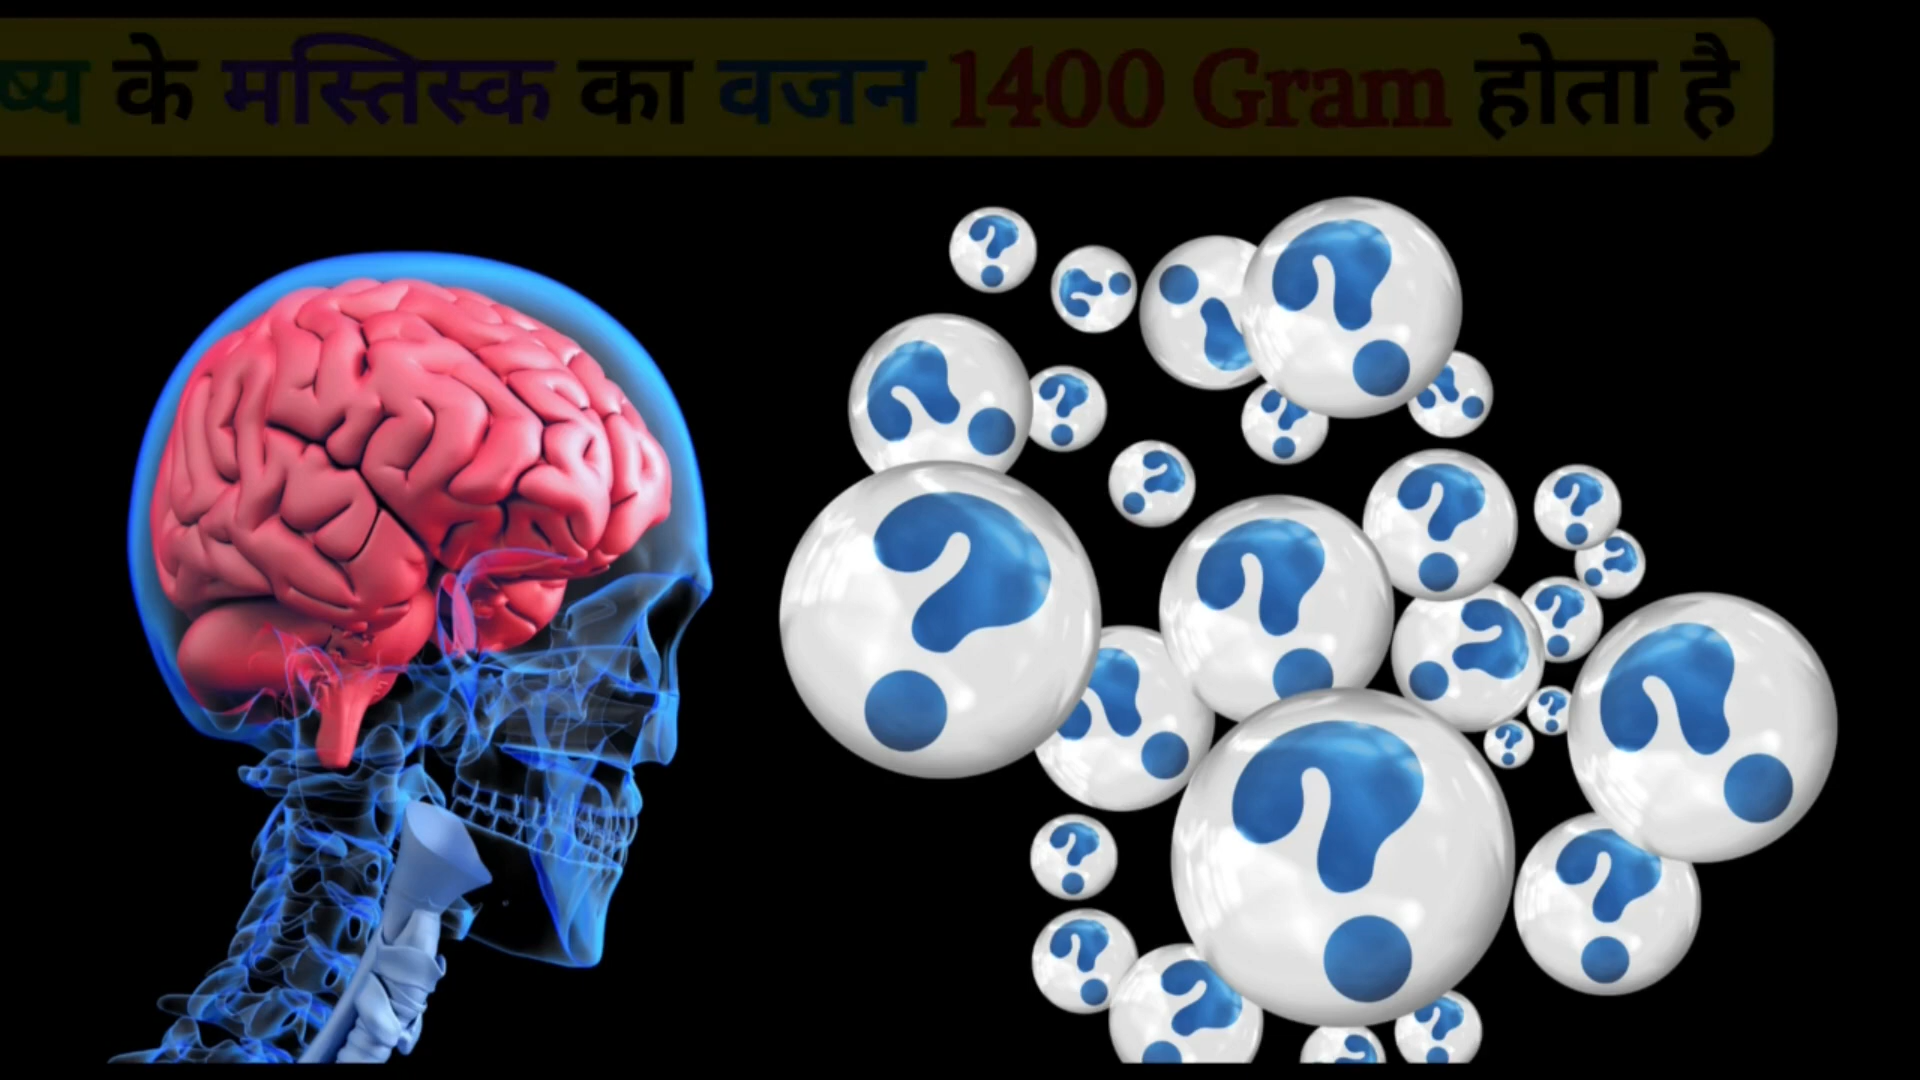 ष्य के मस्तिस्क का वजन 1400 Gram होता है